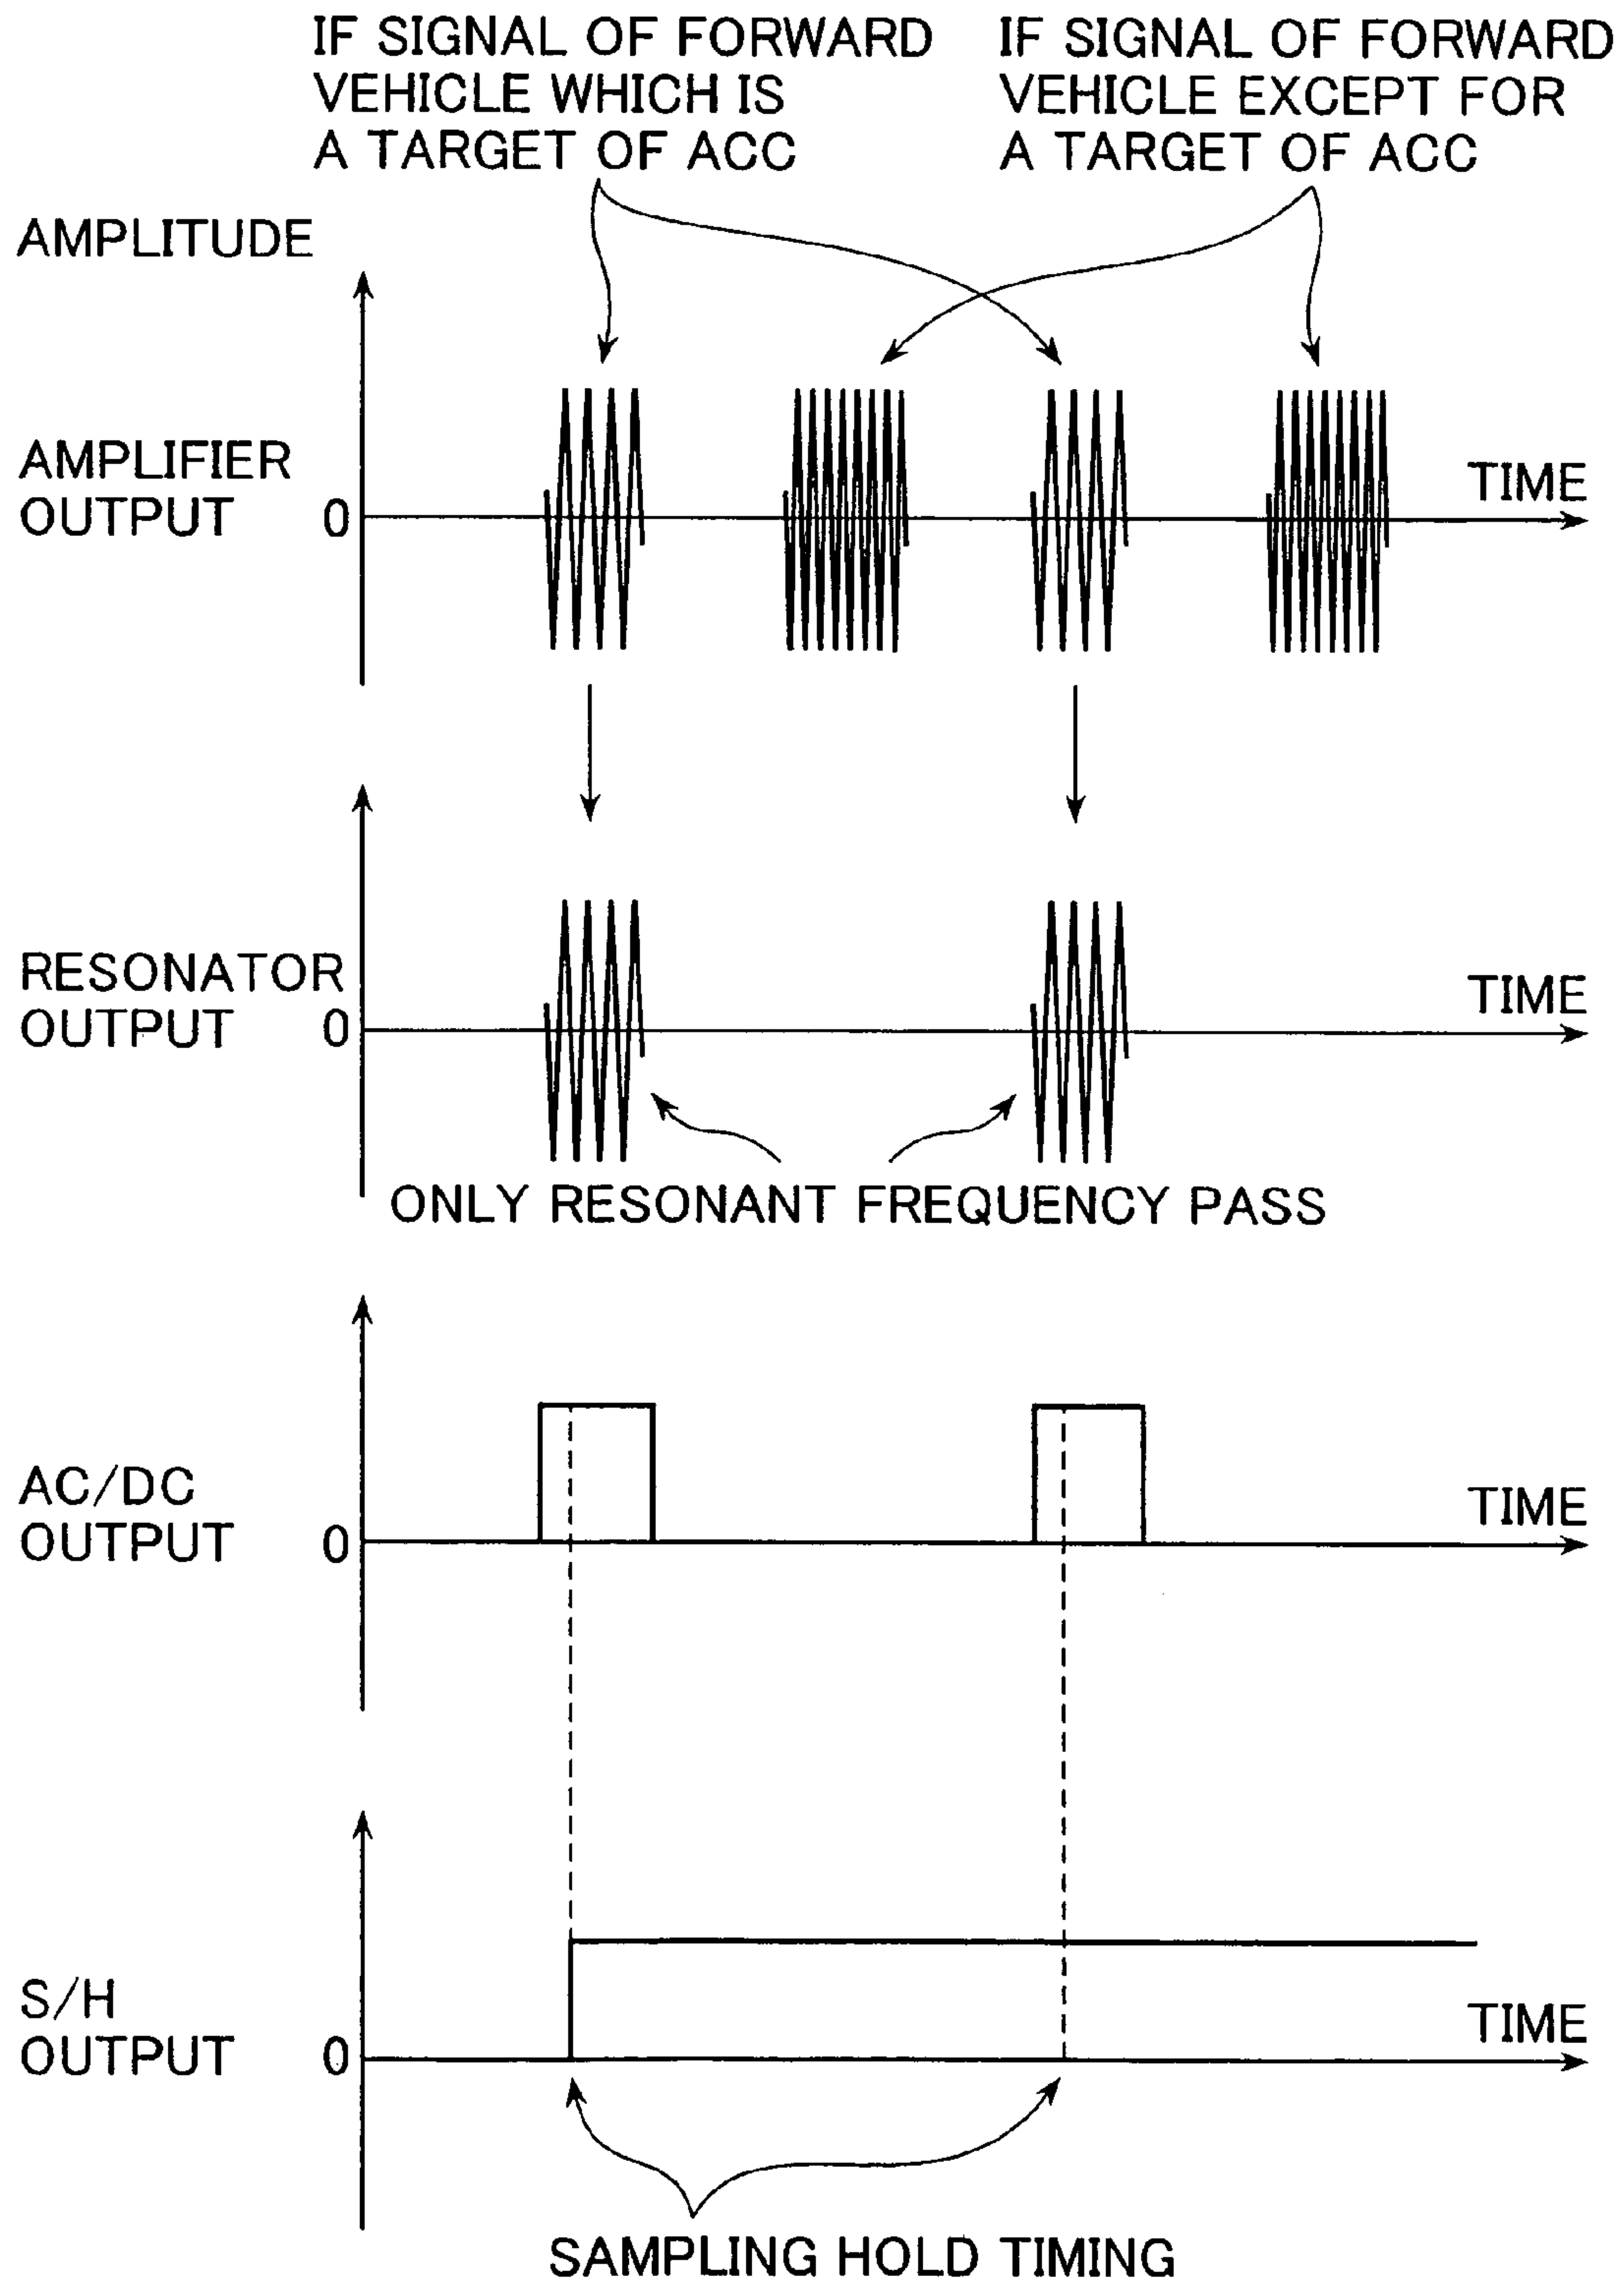 IF SIGNAL OF FORWARD
VEHICLE WHICH IS
A TARGET OF ACC
IF SIGNAL OF FORWARD
VEHICLE EXCEPT FOR
A TARGET OF ACC
AMPLITUDE
AMPLIFIER
OUTPUT
0
TIME
RESONATOR
OUTPUT
0
TIME
ONLY RESONANT FREQUENCY PASS
AC/DC
OUTPUT
0
TIME
S/H
OUTPUT
0
TIME
SAMPLING HOLD TIMING